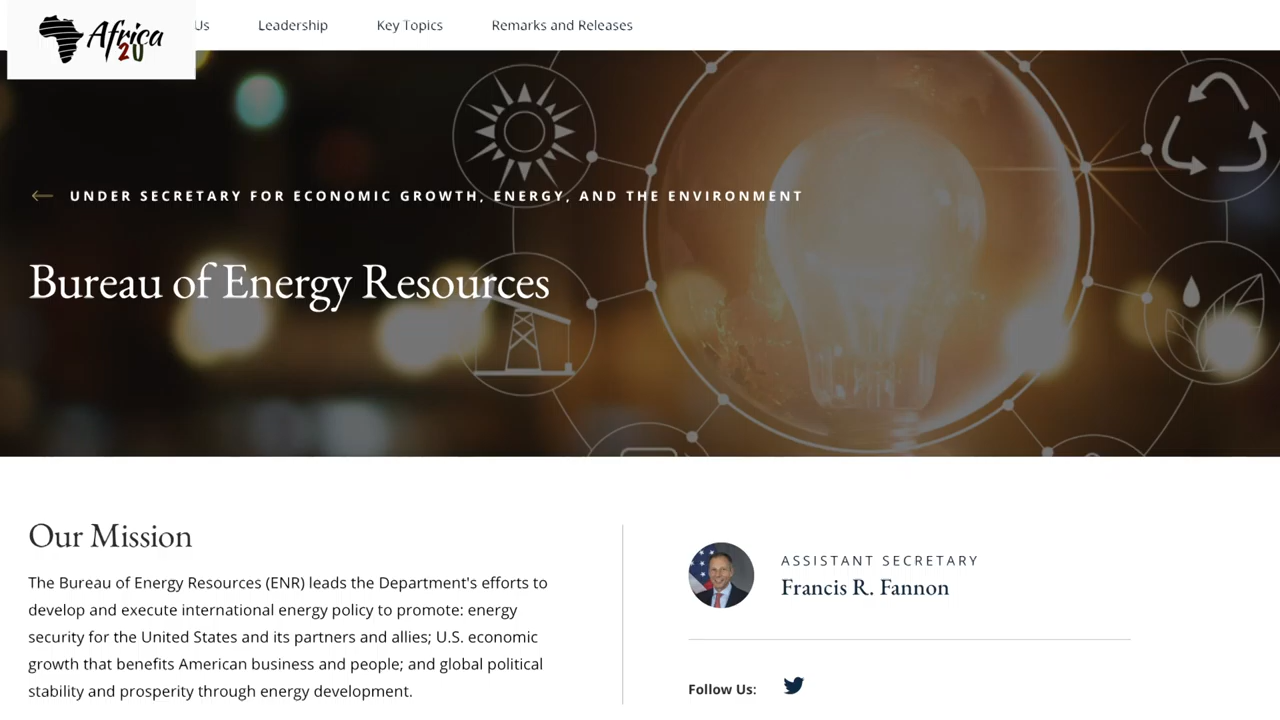 Africa
20
Us
Leadership
Key Topics
Remarks and Releases
UNDER SECRETARY FOR ECONOMIC GROWTH, ENERGY, AND THE ENVIRONMENT
Bureau of Energy Resources
Our Mission
The Bureau of Energy Resources (ENR) leads the Department's efforts to
develop and execute international energy policy to promote: energy
security for the United States and its partners and allies; U.S. economic
growth that benefits American business and people; and global political
stability and prosperity through energy development.
ASSISTANT SECRETARY
Francis R. Fannon
Follow Us: